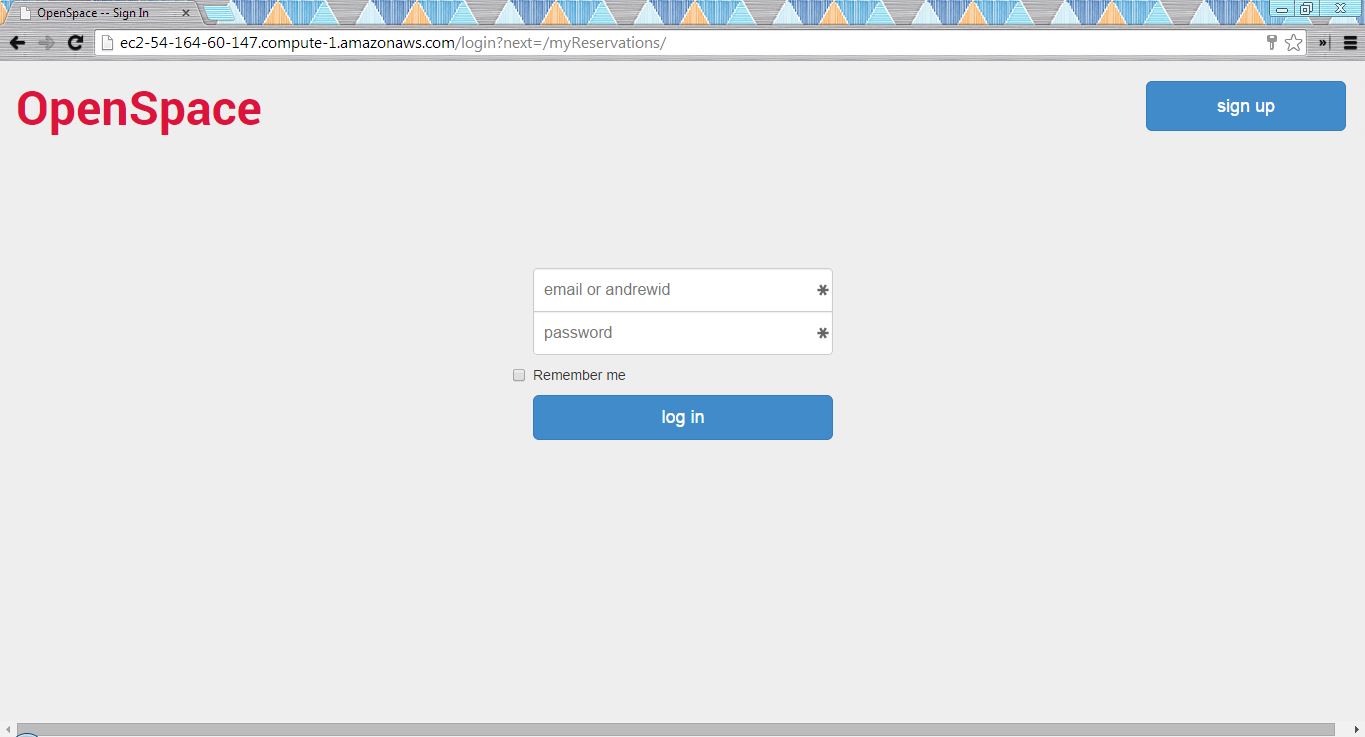 OpenSpace -- Sign In
ec2-54-164-60-147.compute-1.amazonaws.com/login?next=/myReservations/
OpenSpace
sign up
email or andrewid
password
Remember me
log in